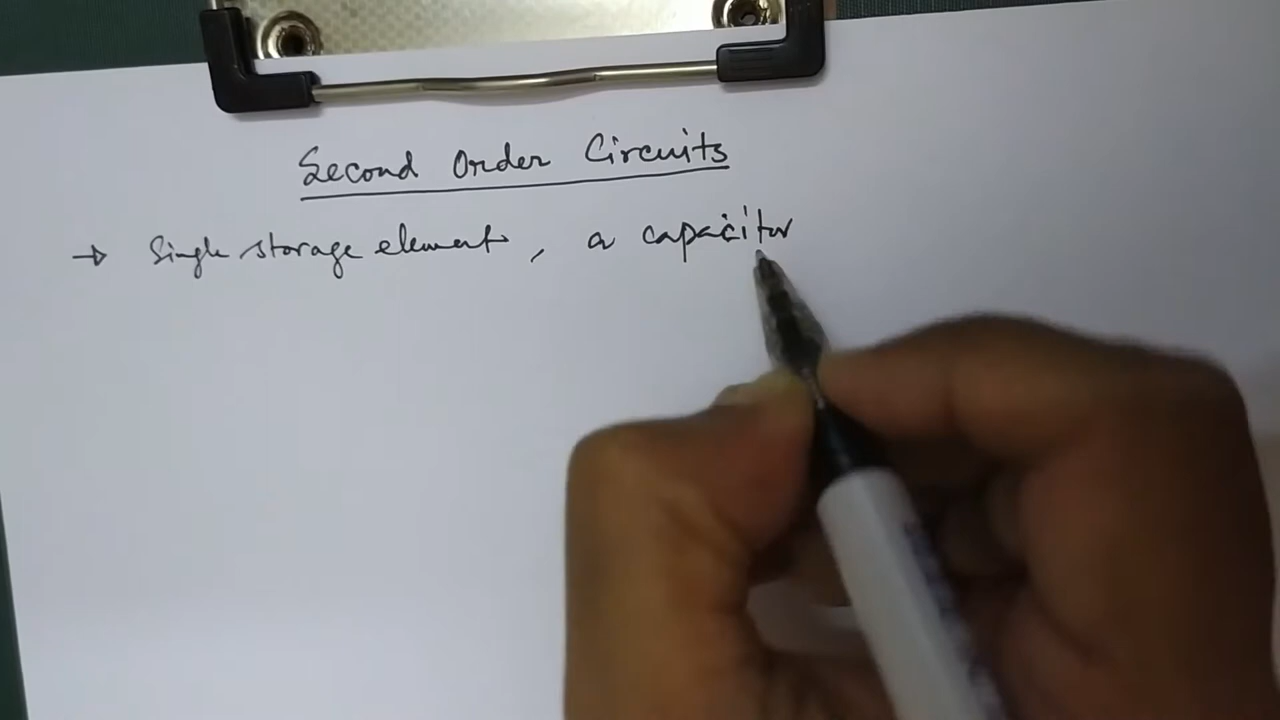 Second Order Circuits
→ Single storage element, a capacitor